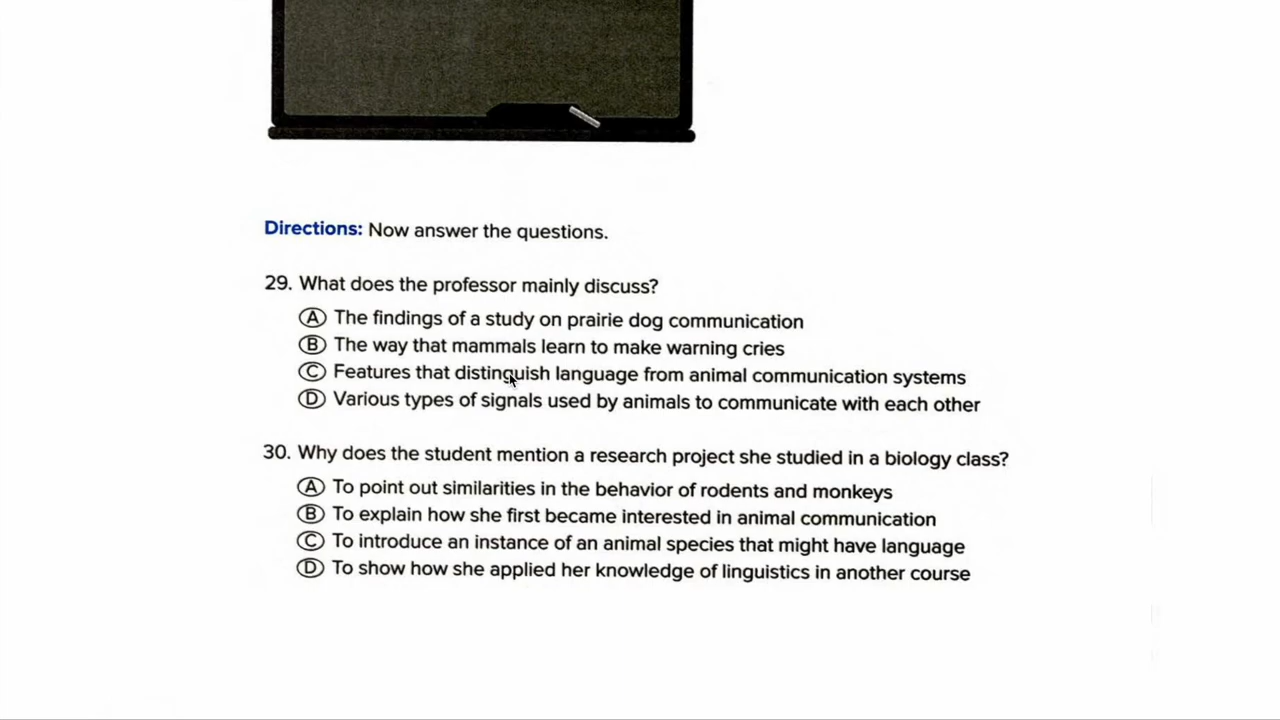 Directions: Now answer the questions.
29. What does the professor mainly discuss?
A The findings of a study on prairie dog communication
B The way that mammals learn to make warning cries
C Features that distinguish language from animal communication systems
D Various types of signals used by animals to communicate with each other
30. Why does the student mention a research project she studied in a biology class?
A To point out similarities in the behavior of rodents and monkeys
B To explain how she first became interested in animal communication
C To introduce an instance of an animal species that might have language
D To show how she applied her knowledge of linguistics in another course